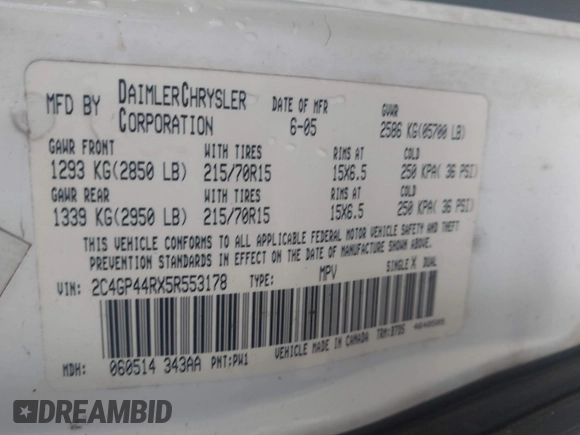 MFD BY DAIMLERCHRYSLER CORPORATION
DATE OF MFR 6-05
GVWR 2586 KG(05700 LB)
GAWR FRONT WITH TIRES RIMS AT COLD
1293 KG(2850 LB) 215/70R15 15X6.5 250 KPA( 36 PSI)
GAWR REAR WITH TIRES RIMS AT COLD
1339 KG(2950 LB) 215/70R15 15X6.5 250 KPA( 36 PSI)
THIS VEHICLE CONFORMS TO ALL APPLICABLE FEDERAL MOTOR VEHICLE SAFETY AND THEFT
PREVENTION STANDARDS IN EFFECT ON THE DATE OF MANUFACTURE SHOWN ABOVE.
VIN: 2C4GP44RX5R553178 TYPE: MPV SINGLE X DUAL
MDH: 060514 343AA PNT:PW1 VEHICLE MADE IN CANADA
DREAMBID